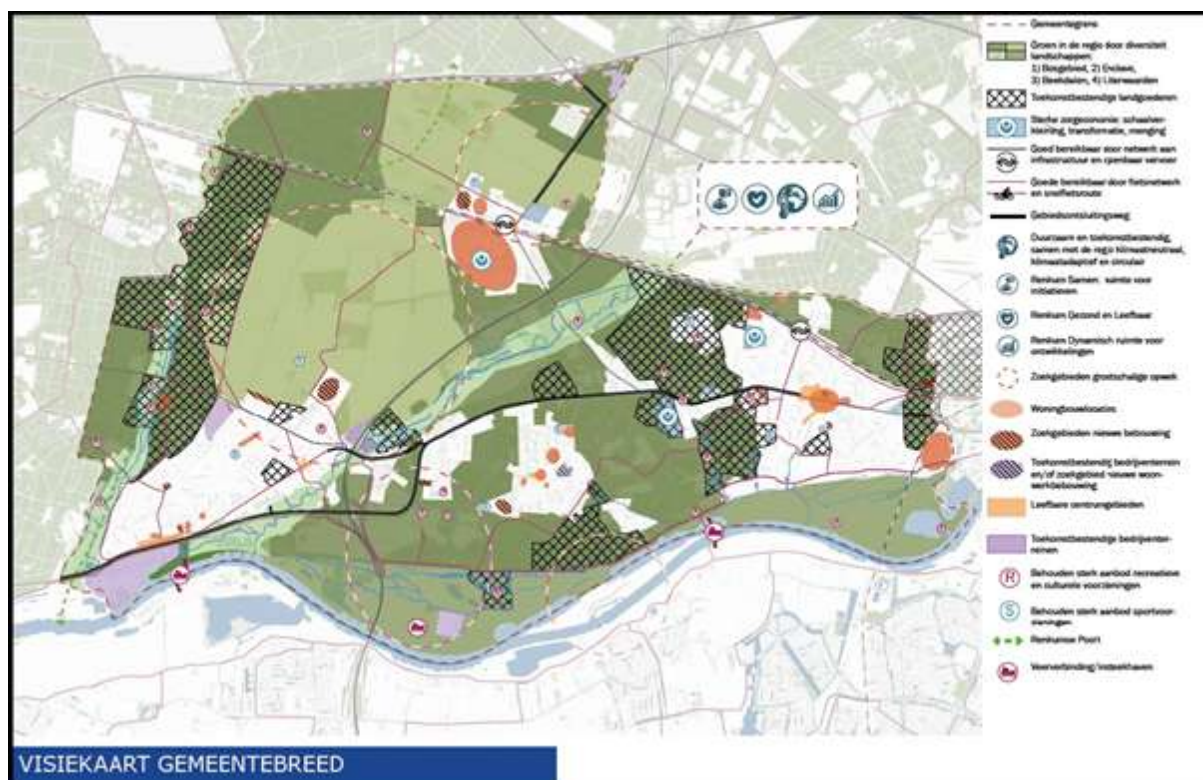 Gemeentegrens
Groen in de regio door diversiteit
landschappen:
1) Bosgebied, 2) Enclave,
3) Beekdalen, 4) Uiterwaarden
Toekomstbestendige landgoederen
Sterke zorgeconomie: schaalver-
kleining, transformatie, menging
Goed bereikbaar door netwerk aan
infrastructuur en openbaar vervoer
Goede bereikbaar door fietsnetwerk
en snelfietsroute
Gebiedsontsluitingsweg
Duurzaam en toekomstbestendig,
samen met de regio klimaatneutraal,
klimaatadaptief en circulair
Renkum Samen: ruimte voor
initiatieven
Renkum Gezond en Leefbaar
Renkum Dynamisch ruimte voor
ontwikkelingen
Zoekgebieden grootschalige opwek
Woningbouwlocaties
Zoekgebieden nieuwe bebouwing
Toekomstbestendig bedrijventerrein
en/of zoekgebied nieuwe woon-
werkbebouwing
Leefbare centrumgebieden
Toekomstbestendige bedrijventer-
reinen
R
Behouden sterk aanbod recreatieve
en culturele voorzieningen
S
Behouden sterk aanbod sportvoor-
zieningen
Renkumse Poort
Veerverbinding/insteekhaven
VISIEKAART GEMEENTEBREED